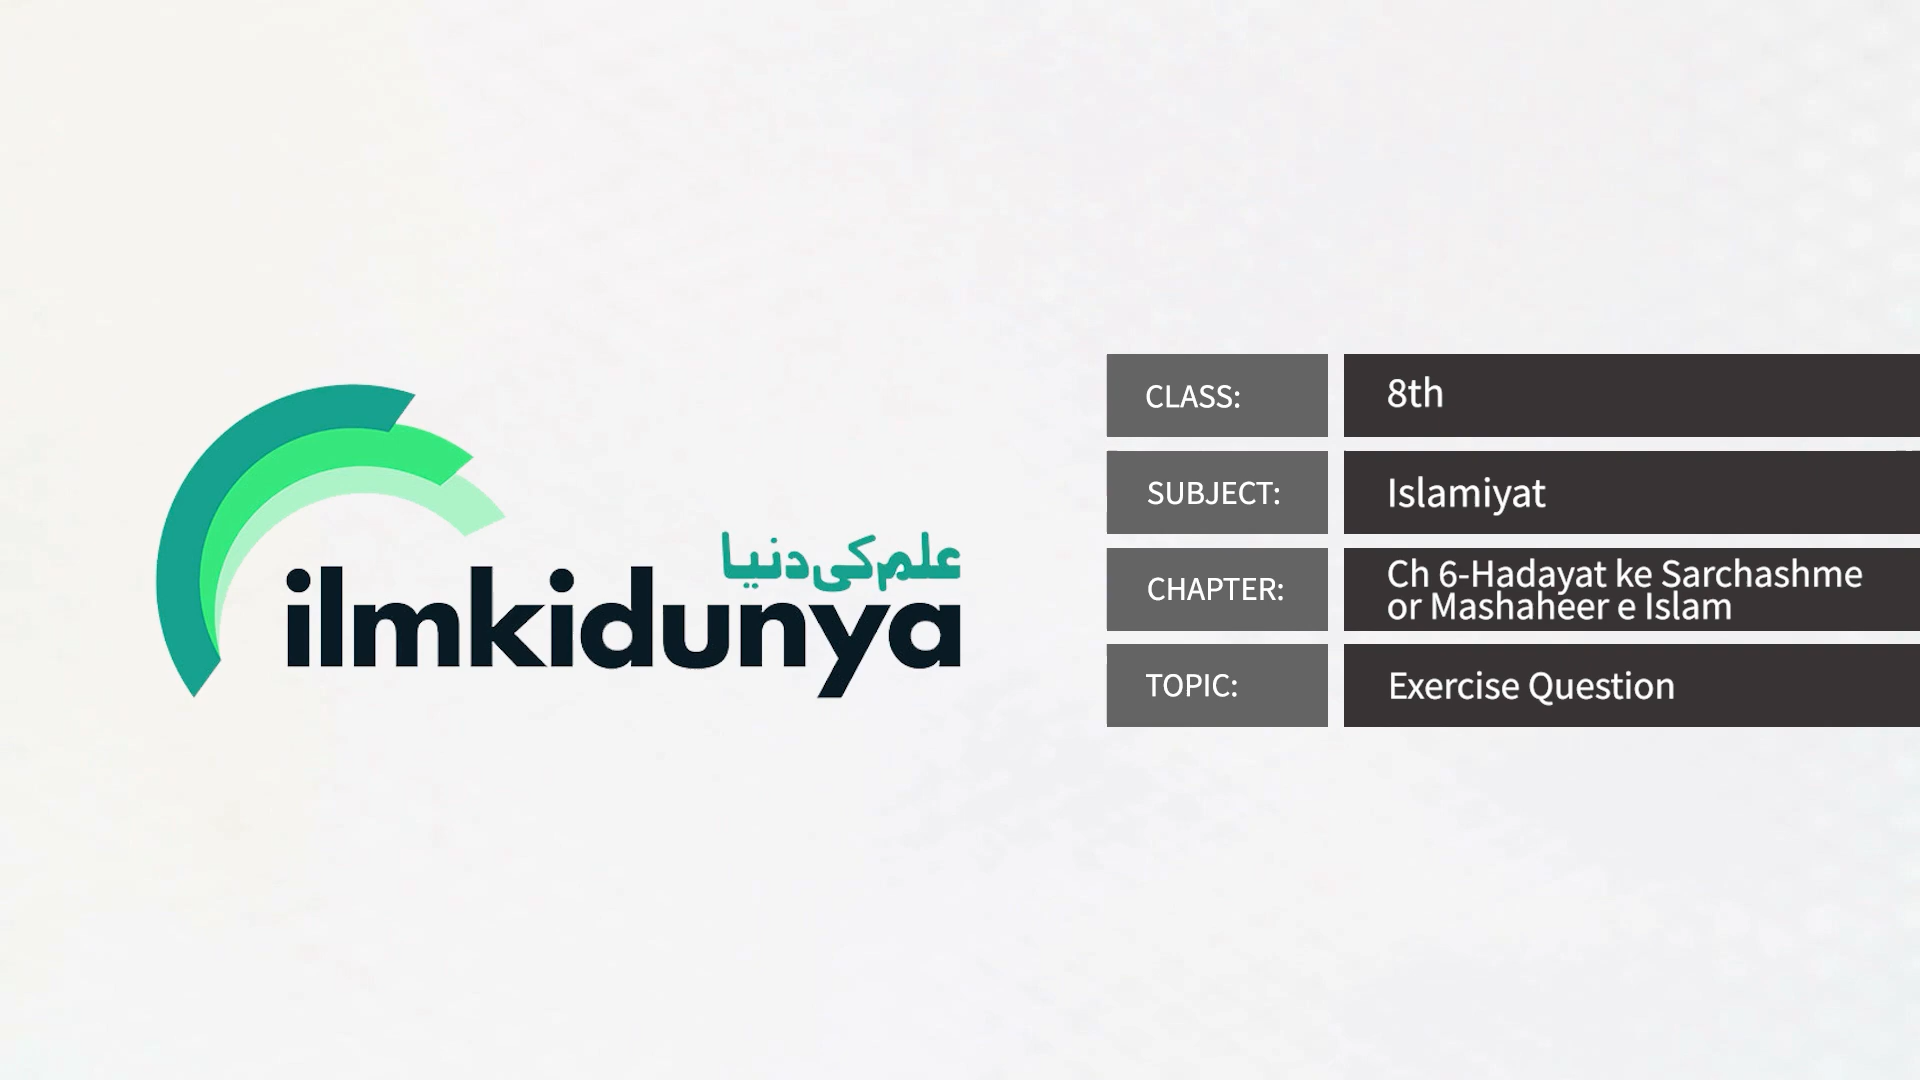 علم کی دنیا
ilmkidunya
CLASS: 8th
SUBJECT: Islamiyat
CHAPTER: Ch 6-Hadayat ke Sarchashme
or Mashaheer e Islam
TOPIC: Exercise Question